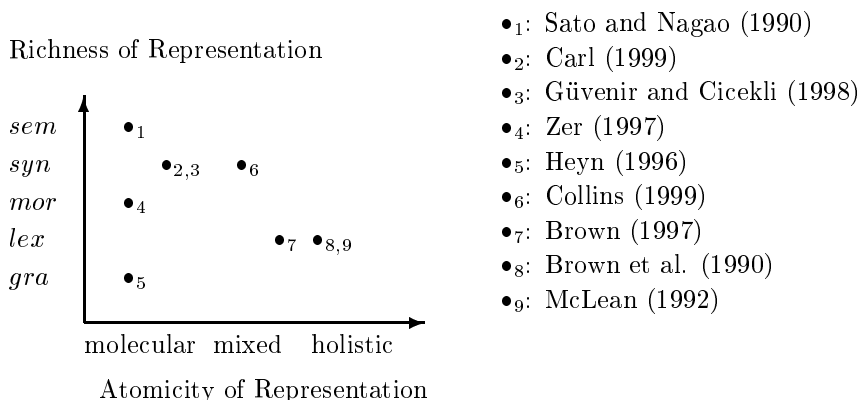 Richness of Representation
sem
syn
mor
lex
gra
•1
•2,3
•6
•4
•7
•8,9
•5
molecular mixed holistic
Atomicity of Representation
•1: Sato and Nagao (1990)
•2: Carl (1999)
•3: Güvenir and Cicekli (1998)
•4: Zer (1997)
•5: Heyn (1996)
•6: Collins (1999)
•7: Brown (1997)
•8: Brown et al. (1990)
•9: McLean (1992)